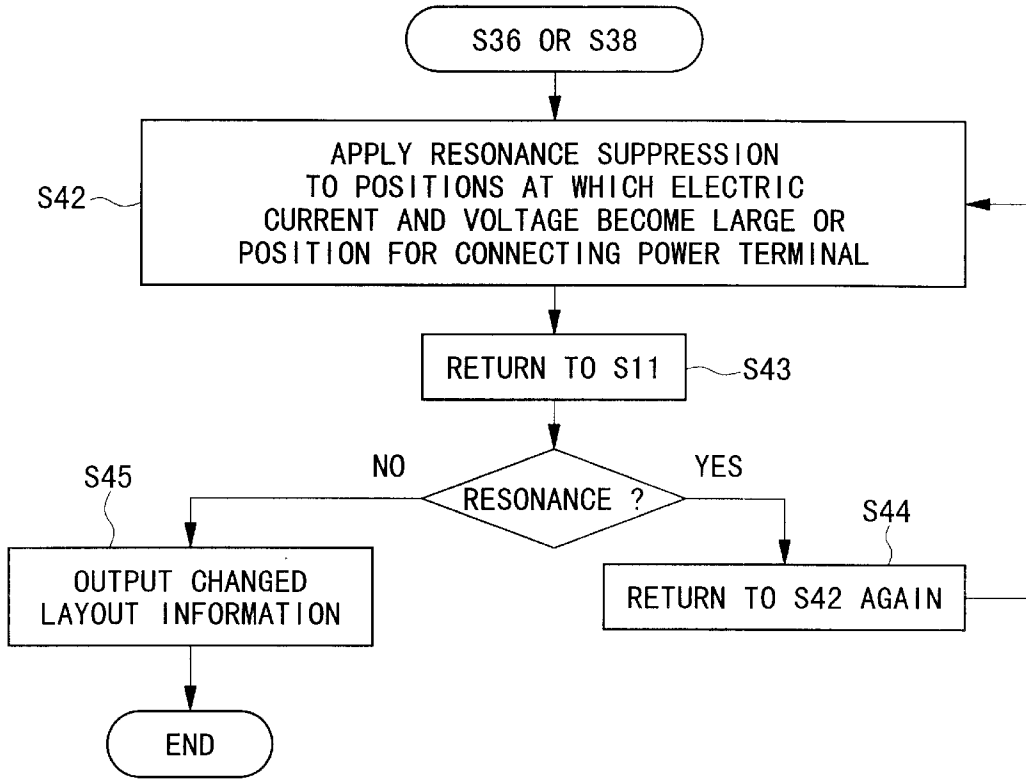 S36 OR S38
S42
APPLY RESONANCE SUPPRESSION
TO POSITIONS AT WHICH ELECTRIC
CURRENT AND VOLTAGE BECOME LARGE OR
POSITION FOR CONNECTING POWER TERMINAL
RETURN TO S11
S43
NO
YES
RESONANCE ?
S45
S44
OUTPUT CHANGED
LAYOUT INFORMATION
RETURN TO S42 AGAIN
END